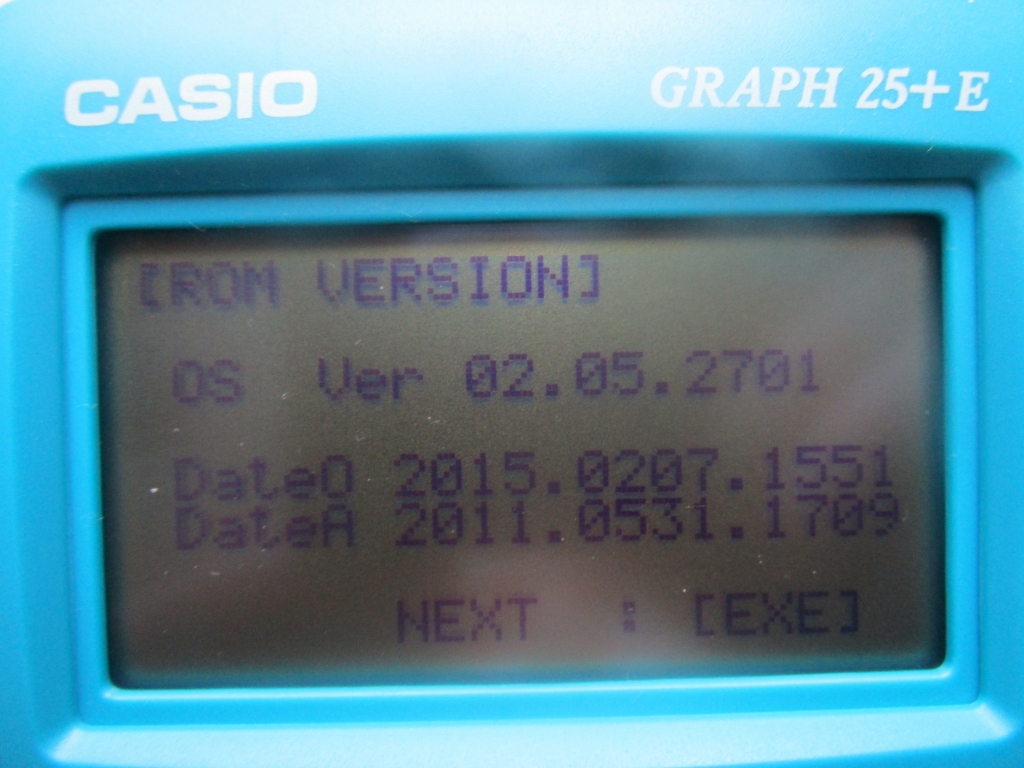 CASIO GRAPH 25+E
[ROM VERSION]
OS Ver 02.05.2701
DateO 2015.0207.1551
DateA 2011.0531.1709
NEXT : [EXE]